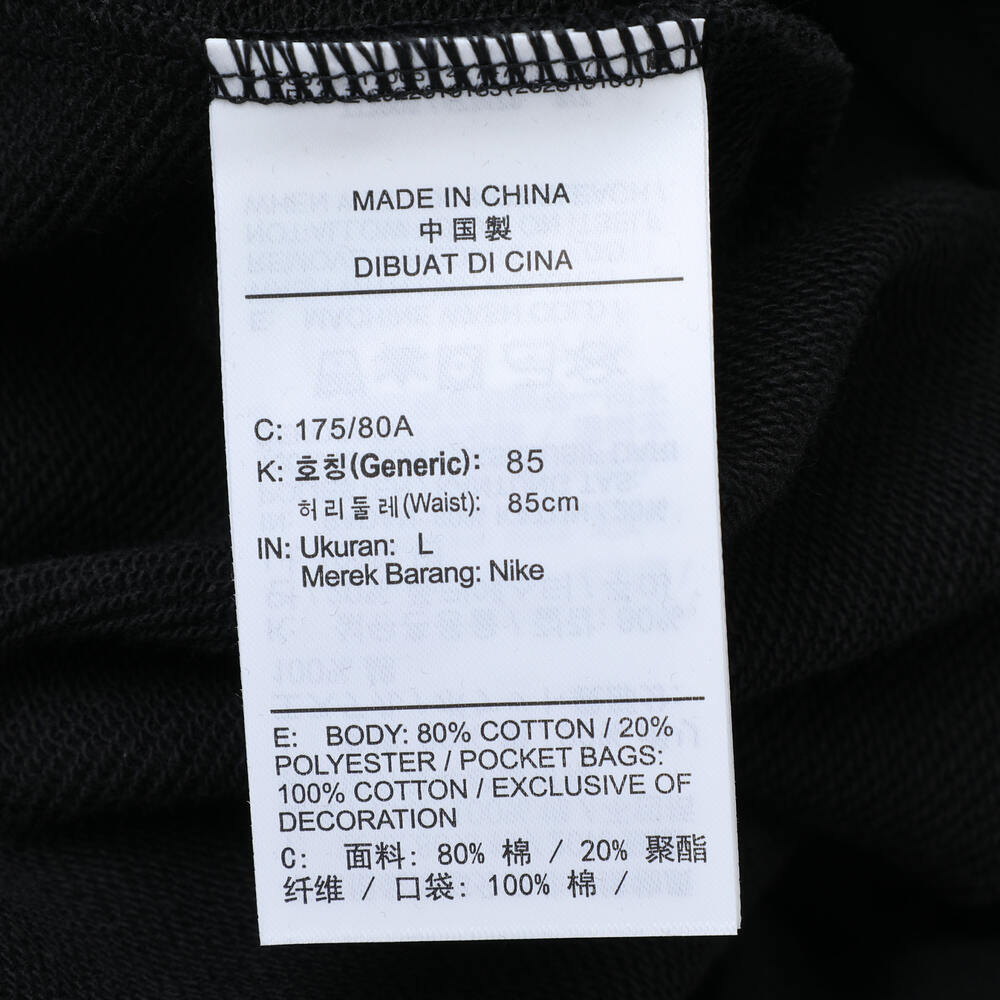 MADE IN CHINA
中国製
DIBUAT DI CINA
C: 175/80A
K: 호칭(Generic): 85
허리둘레(Waist): 85cm
IN: Ukuran: L
Merek Barang: Nike
E: BODY: 80% COTTON / 20%
POLYESTER / POCKET BAGS:
100% COTTON / EXCLUSIVE OF
DECORATION
C: 面料: 80% 棉 / 20% 聚酯
纤维 / 口袋: 100% 棉 /